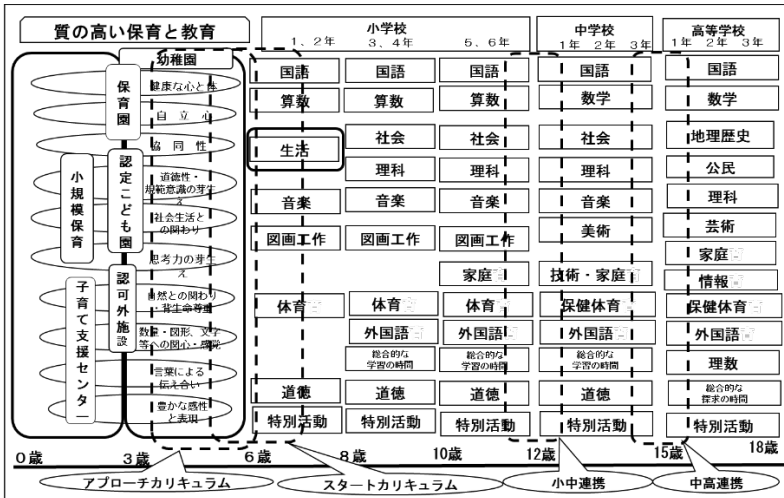 質の高い保育と教育
小学校
1、2年
3、4年
5、6年
中学校
1年 2年 3年
高等学校
1年 2年 3年
幼稚園
保育園
認定こども園
認可外施設
小規模保育
子育て支援センター
健康な心と体
自立心
協同性
道徳性・
規範意識の芽生
え
社会生活と
の関わり
思考力の芽生
え
自然との関わり
・生命尊重
数量・図形、文字
等への関心・感覚
言葉による
伝え合い
豊かな感性
と表現
国語
算数
生活
音楽
図画工作
体育
道徳
特別活動
国語
算数
社会
理科
音楽
図画工作
体育
外国語
総合的な
学習の時間
道徳
特別活動
国語
算数
社会
理科
音楽
図画工作
家庭
体育
外国語
総合的な
学習の時間
道徳
特別活動
国語
数学
社会
理科
音楽
美術
技術・家庭
保健体育
外国語
総合的な
学習の時間
道徳
特別活動
国語
数学
地理歴史
公民
理科
芸術
家庭
情報
保健体育
外国語
理数
総合的な
探求の時間
特別活動
0歳
3歳
6歳
8歳
10歳
12歳
15歳
18歳
アプローチカリキュラム
スタートカリキュラム
小中連携
中高連携